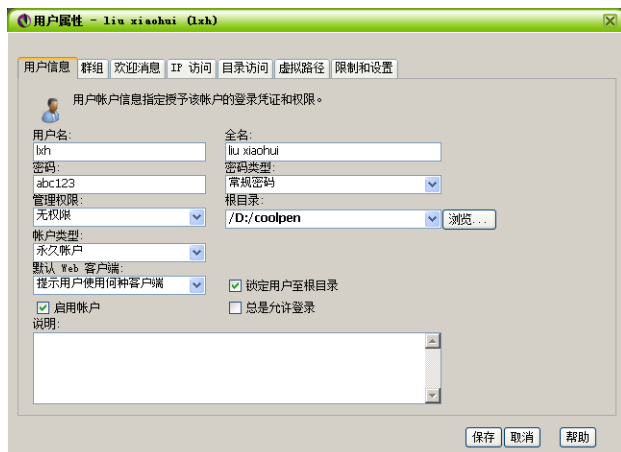 用户属性 - liu xiaohui (lxh)
用户信息 群组 欢迎消息 IP 访问 目录访问 虚拟路径 限制和设置
用户帐户信息指定授予该帐户的登录凭证和权限。
用户名: 全名:
lxh liu xiaohui
密码: 密码类型:
abc123 常规密码
管理权限: 根目录:
无权限 /D:/coolpen 浏览...
帐户类型:
永久帐户
默认 Web 客户端:
提示用户使用何种客户端 锁定用户至根目录
启用帐户 总是允许登录
说明:
保存 取消 帮助